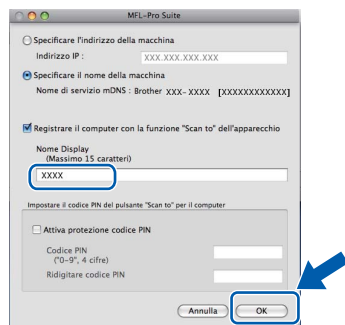 MFL-Pro Suite
Specificare l'indirizzo della macchina
Indirizzo IP :
XXX.XXX.XXX.XXX
Specificare il nome della macchina
Nome di servizio mDNS : Brother XXX-XXXX [XXXXXXXXXXXX]
Registrare il computer con la funzione "Scan to" dell'apparecchio
Nome Display
(Massimo 15 caratteri)
XXXX
Impostare il codice PIN del pulsante "Scan to" per il computer
Attiva protezione codice PIN
Codice PIN
("0-9", 4 cifre)
Ridigitare codice PIN
Annulla
OK